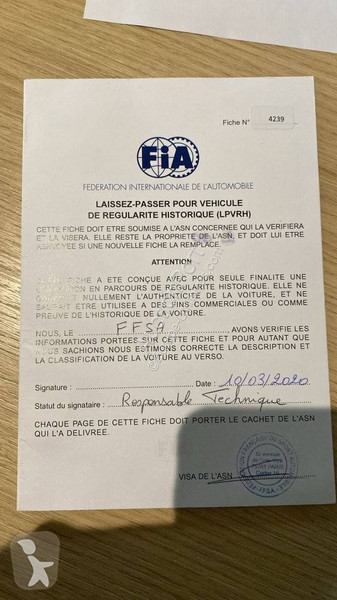 Fiche N° 4239
FiA
FEDERATION INTERNATIONALE DE L'AUTOMOBILE
LAISSEZ-PASSER POUR VEHICULE
DE REGULARITE HISTORIQUE (LPVRH)
CETTE FICHE DOIT ETRE SOUMISE A L'ASN CONCERNEE QUI LA VERIFIERA
ET LA VISERA. ELLE RESTE LA PROPRIETE DE L'ASN, ET DOIT LUI ETRE
RENVOYEE SI UNE NOUVELLE FICHE LA REMPLACE.
ATTENTION
FICHE A ETE CONÇUE AVEC POUR SEULE FINALITE
EN PARCOURS DE REGULARITE HISTORIQUE. ELLE NE
NULLEMENT L'AUTHENTICITE DE LA VOITURE, ET NE
ETRE UTILISEE A DES FINS COMMERCIALES OU COMME
PREUVE DE L'HISTORIQUE DE LA VOITURE.
NOUS, LE FFSA AVONS VERIFIE LES
INFORMATIONS PORTEES SUR CETTE FICHE ET POUR AUTANT QUE
NOUS SACHIONS NOUS ESTIMONS CORRECTE LA DESCRIPTION ET
LA CLASSIFICATION DE LA VOITURE AU VERSO.
Signature : Date : 10/03/2020
Statut du signataire : Responsable Technique
CHAQUE PAGE DE CETTE FICHE DOIT PORTER LE CACHET DE L'ASN
QUI L'A DELIVREE.
VISA DE L'ASN